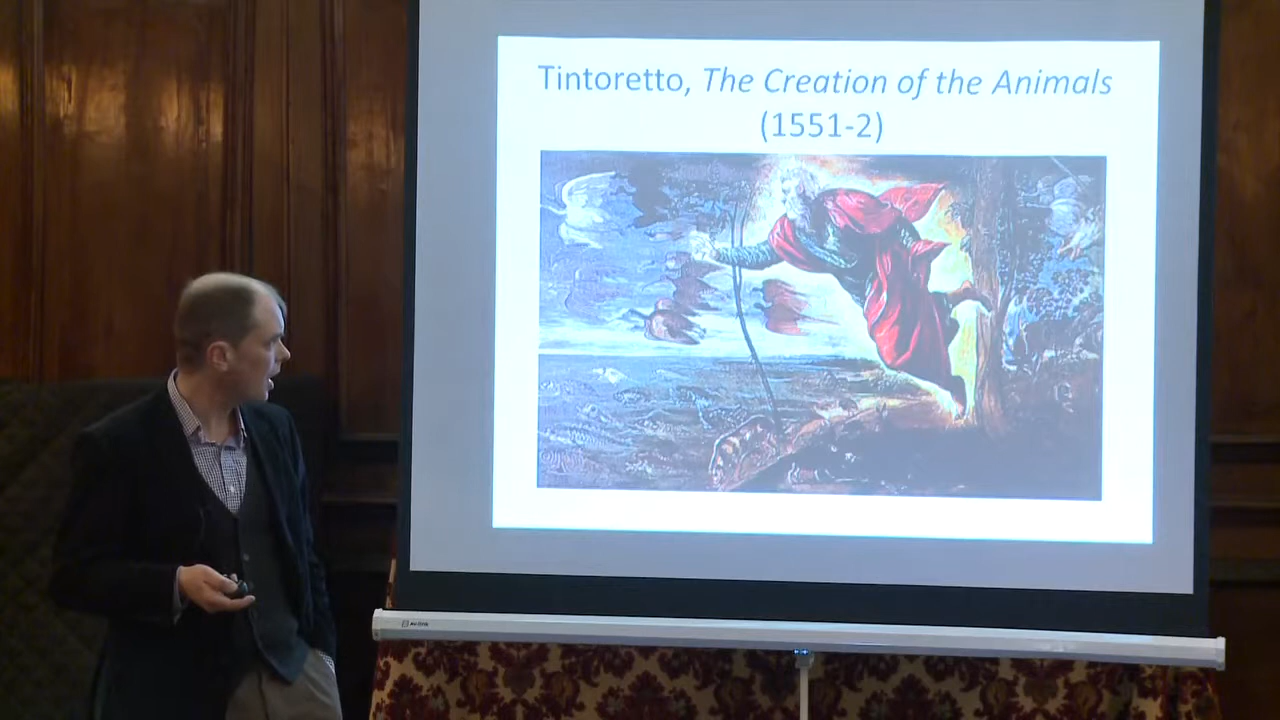 Tintoretto, The Creation of the Animals
(1551-2)